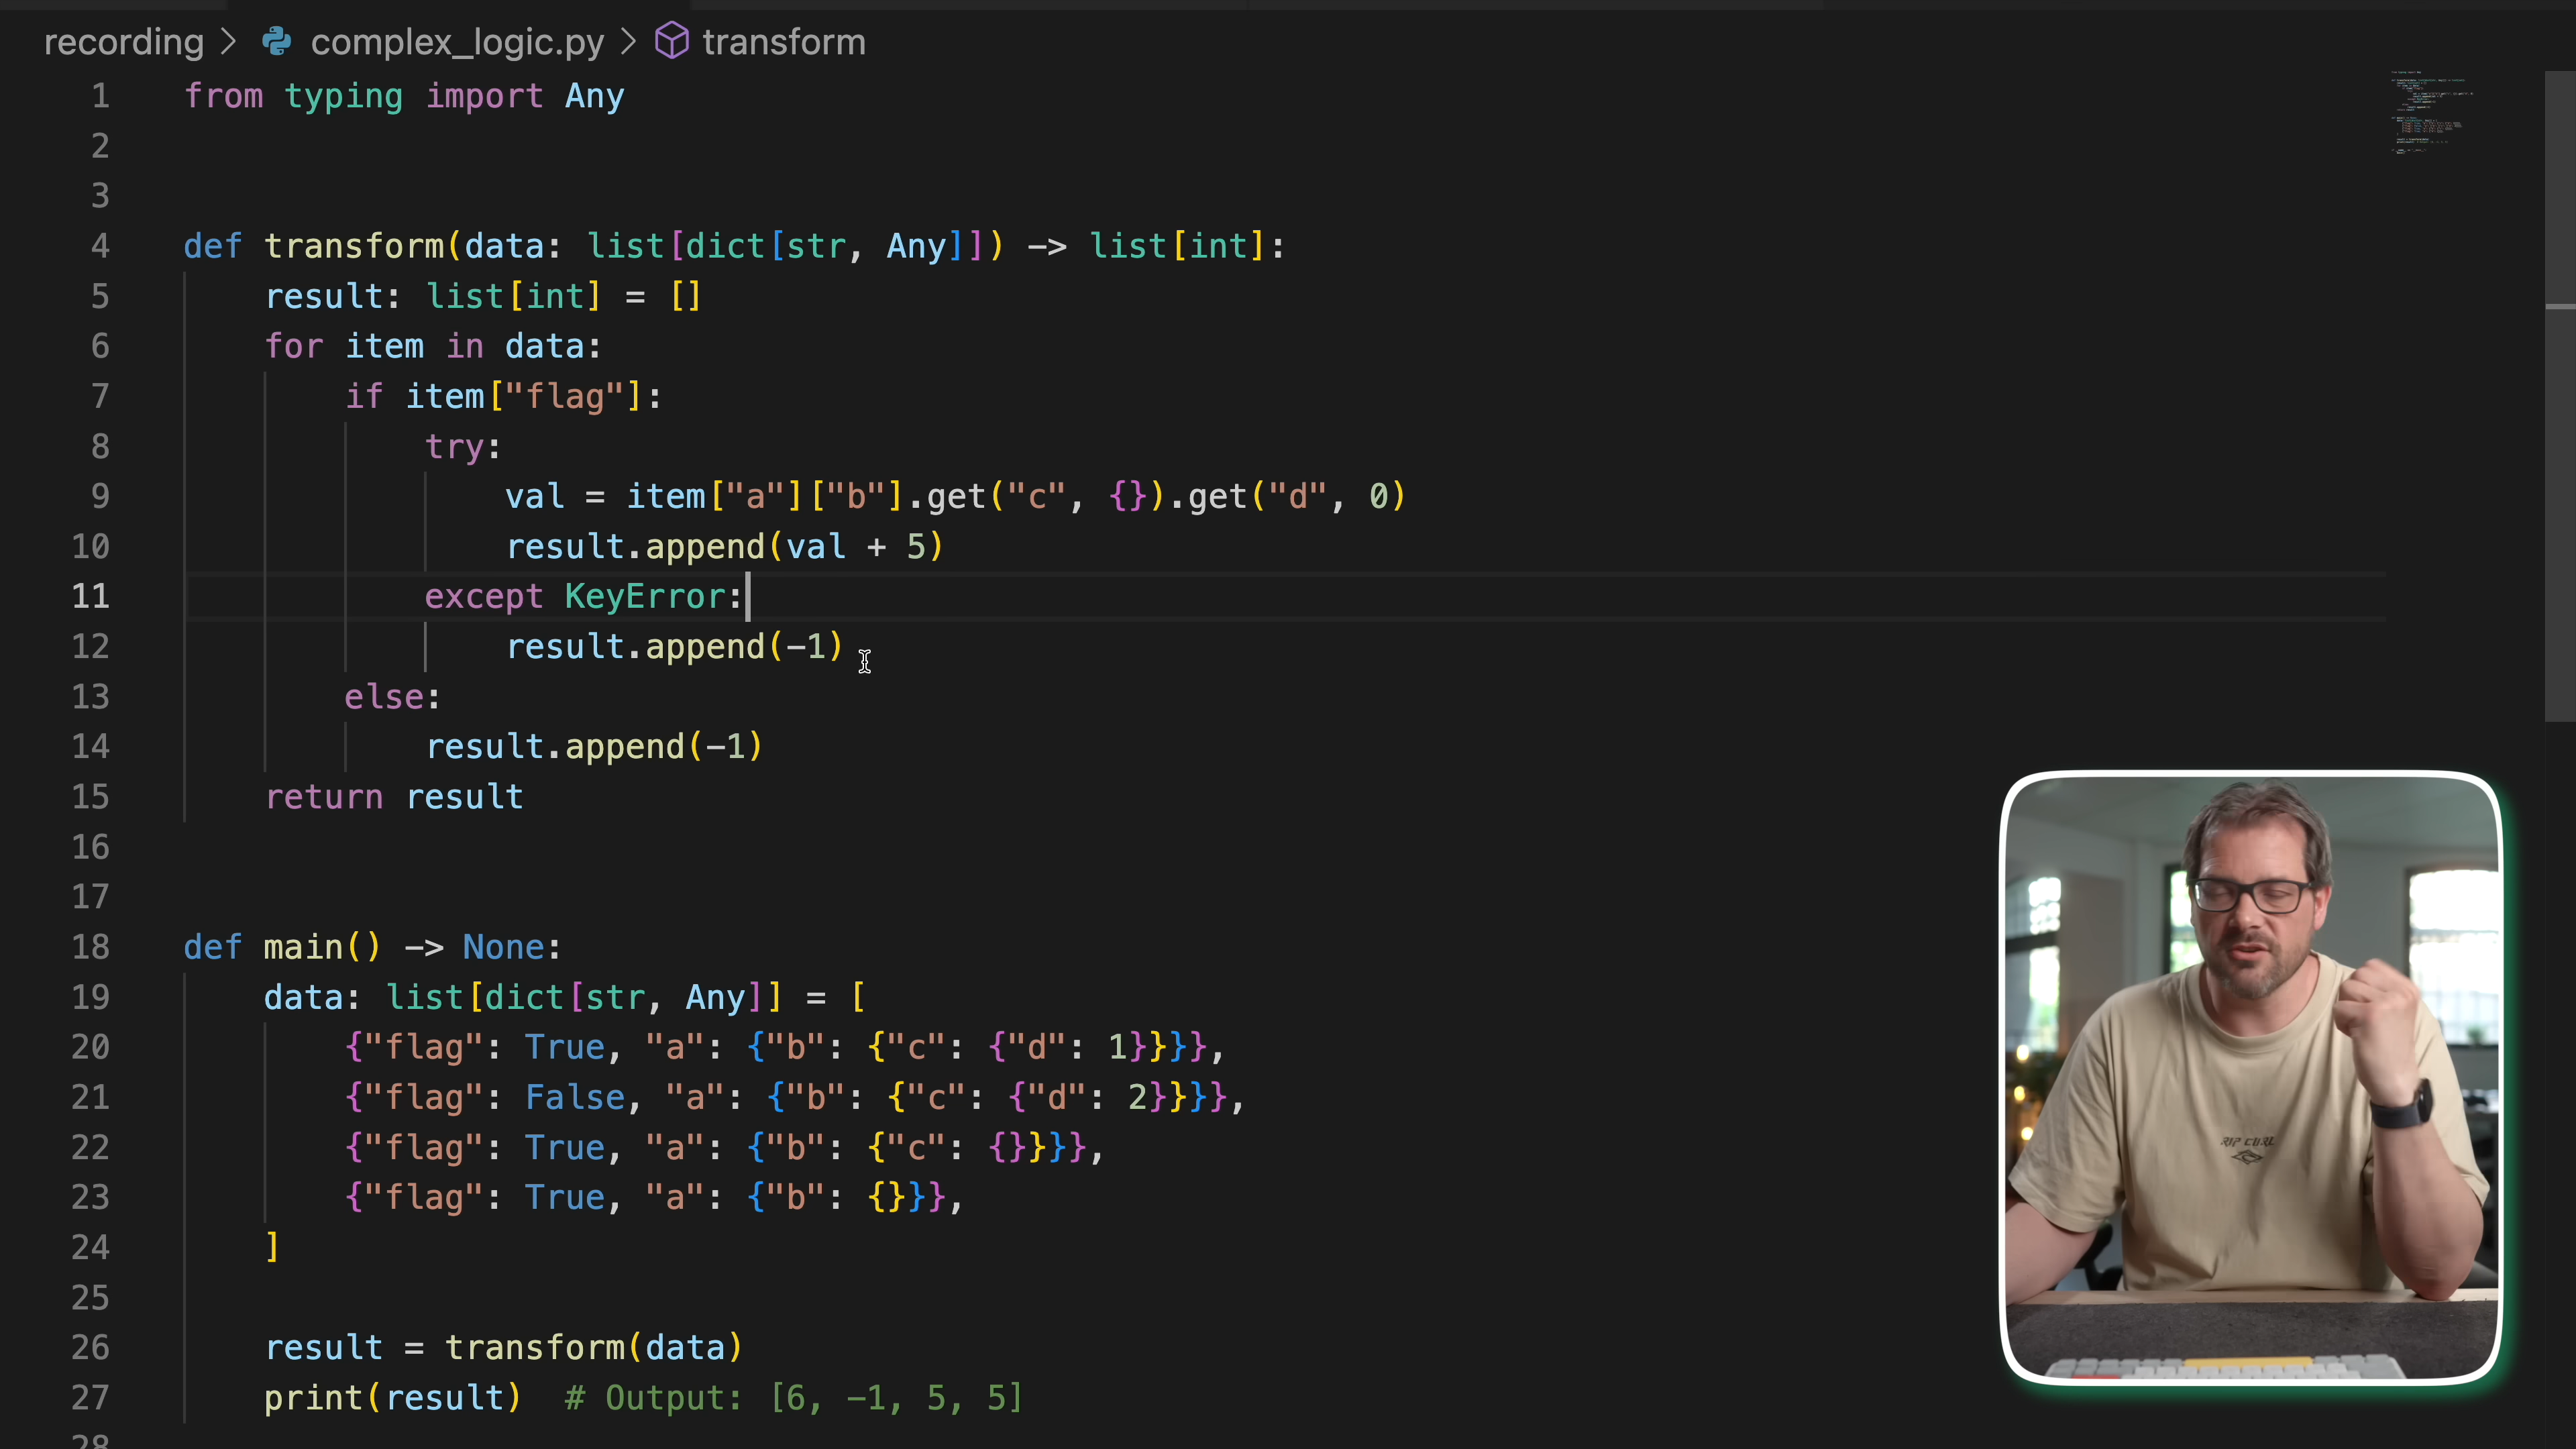 recording > complex_logic.py > transform
1 from typing import Any
2
3
4 def transform(data: list[dict[str, Any]]) -> list[int]:
5     result: list[int] = []
6     for item in data:
7         if item["flag"]:
8             try:
9                 val = item["a"]["b"].get("c", {}).get("d", 0)
10                 result.append(val + 5)
11             except KeyError:
12                 result.append(-1)
13         else:
14             result.append(-1)
15     return result
16
17
18 def main() -> None:
19     data: list[dict[str, Any]] = [
20         {"flag": True, "a": {"b": {"c": {"d": 1}}}},
21         {"flag": False, "a": {"b": {"c": {"d": 2}}}},
22         {"flag": True, "a": {"b": {"c": {}}}},
23         {"flag": True, "a": {"b": {}}},
24     ]
25
26     result = transform(data)
27     print(result)  # Output: [6, -1, 5, 5]
28
RIP CURL